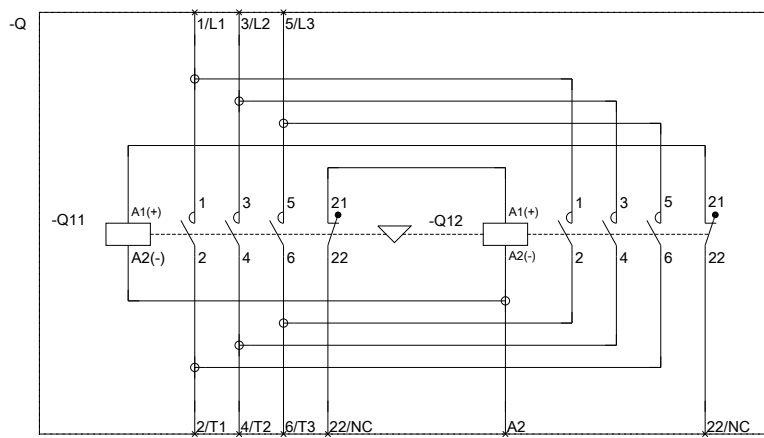 -Q 1/L1 3/L2 5/L3
1 3 5 21 1 3 5 21
-Q11 A1(+) -Q12 A1(+)
A2(-) 2 4 6 22 A2(-) 2 4 6 22
2/T1 4/T2 6/T3 22/NC A2 22/NC